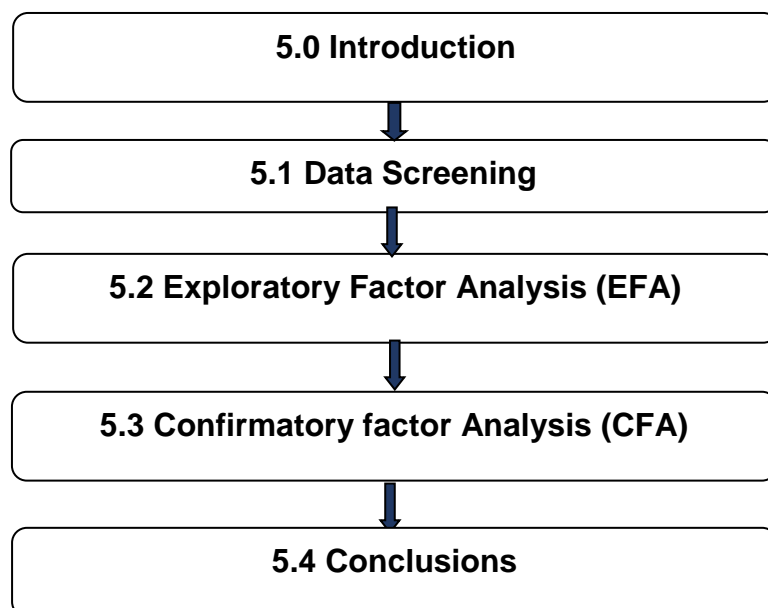 5.0 Introduction
5.1 Data Screening
5.2 Exploratory Factor Analysis (EFA)
5.3 Confirmatory factor Analysis (CFA)
5.4 Conclusions